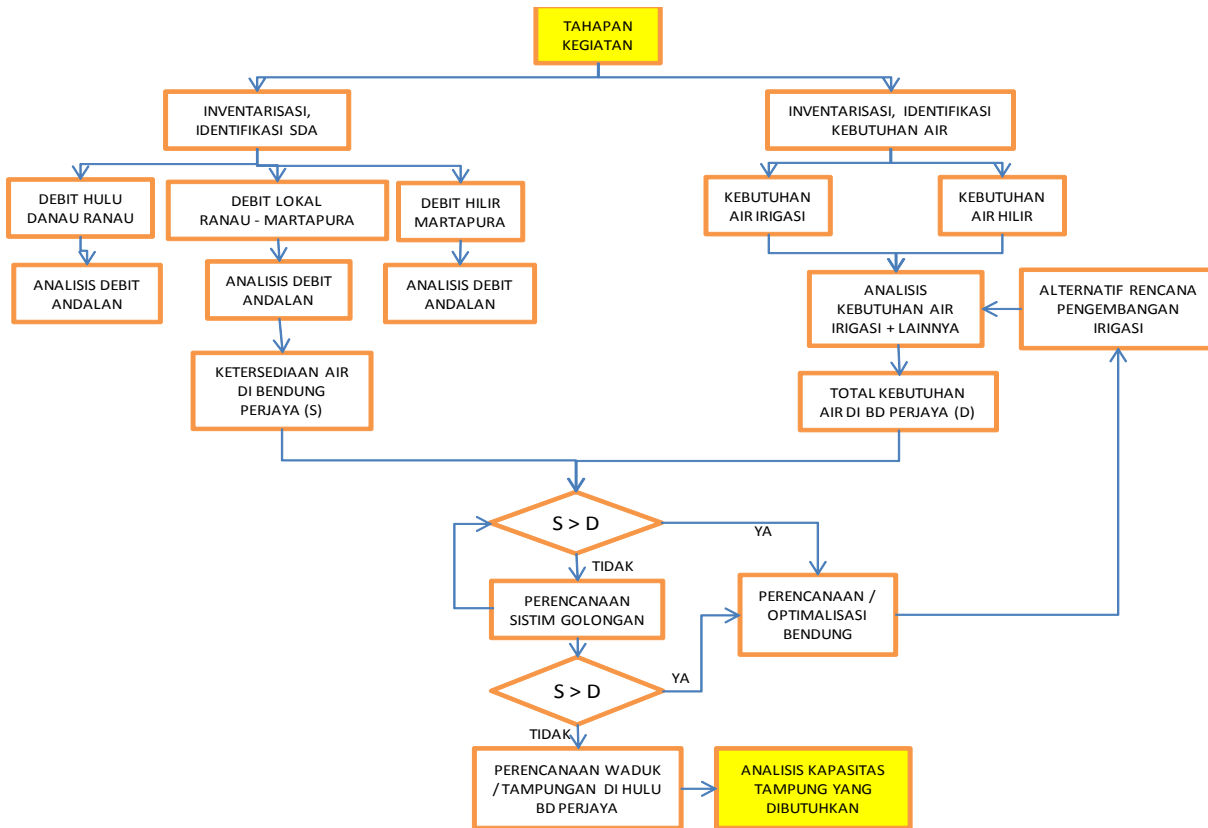 TAHAPAN
KEGIATAN
INVENTARISASI,
IDENTIFIKASI SDA
INVENTARISASI, IDENTIFIKASI
KEBUTUHAN AIR
DEBIT HULU
DANAU RANAU
DEBIT LOKAL
RANAU - MARTAPURA
DEBIT HILIR
MARTAPURA
KEBUTUHAN
AIR IRIGASI
KEBUTUHAN
AIR HILIR
ANALISIS DEBIT
ANDALAN
ANALISIS DEBIT
ANDALAN
ANALISIS DEBIT
ANDALAN
ANALISIS
KEBUTUHAN AIR
IRIGASI + LAINNYA
ALTERNATIF RENCANA
PENGEMBANGAN
IRIGASI
KETERSEDIAAN AIR
DI BENDUNG
PERJAYA (S)
TOTAL KEBUTUHAN
AIR DI BD PERJAYA (D)
S > D
YA
TIDAK
PERENCANAAN
SISTIM GOLONGAN
PERENCANAAN /
OPTIMALISASI
BENDUNG
S > D
YA
TIDAK
PERENCANAAN WADUK
/ TAMPUNGAN DI HULU
BD PERJAYA
ANALISIS KAPASITAS
TAMPUNG YANG
DIBUTUHKAN